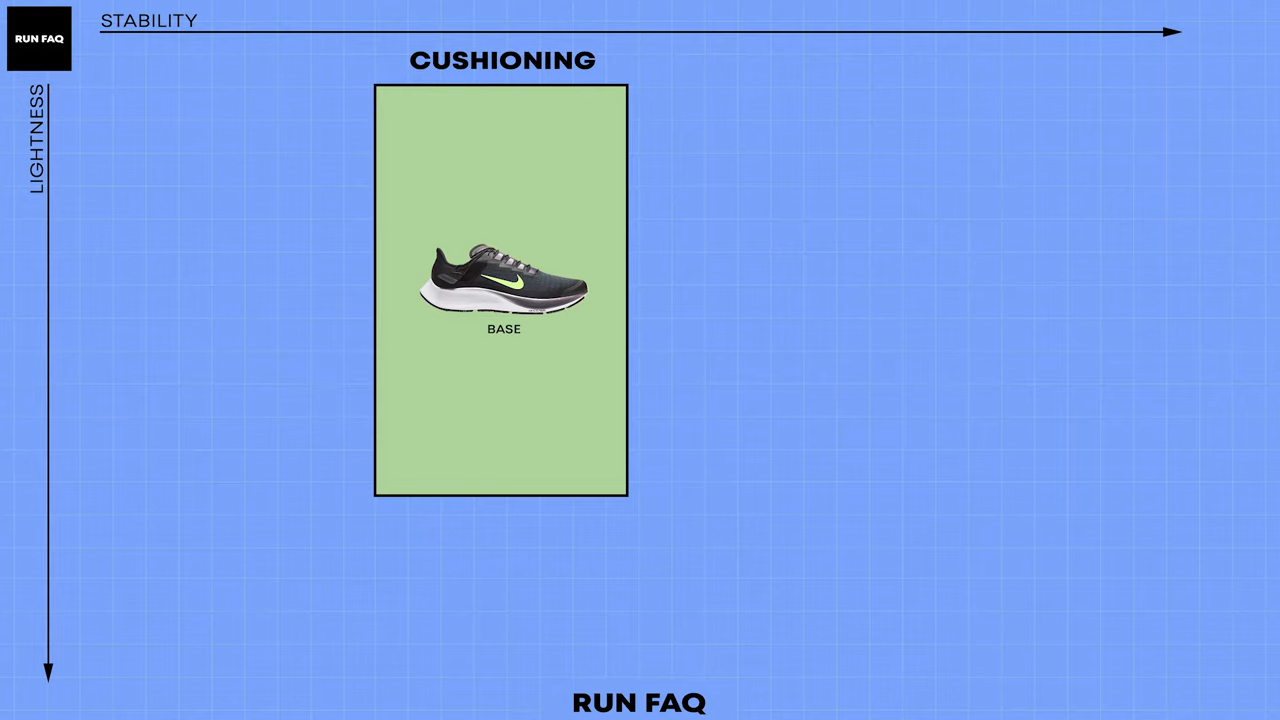 STABILITY
RUN FAQ
CUSHIONING
LIGHTNESS
BASE
RUN FAQ